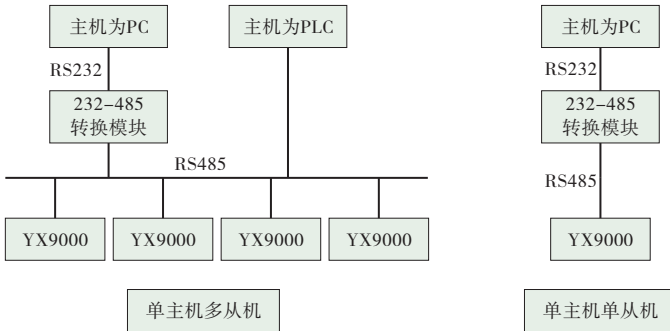 主机为PC
主机为PLC
RS232
232-485
转换模块
RS485
YX9000
YX9000
YX9000
YX9000
单主机多从机
主机为PC
RS232
232-485
转换模块
RS485
YX9000
单主机单从机